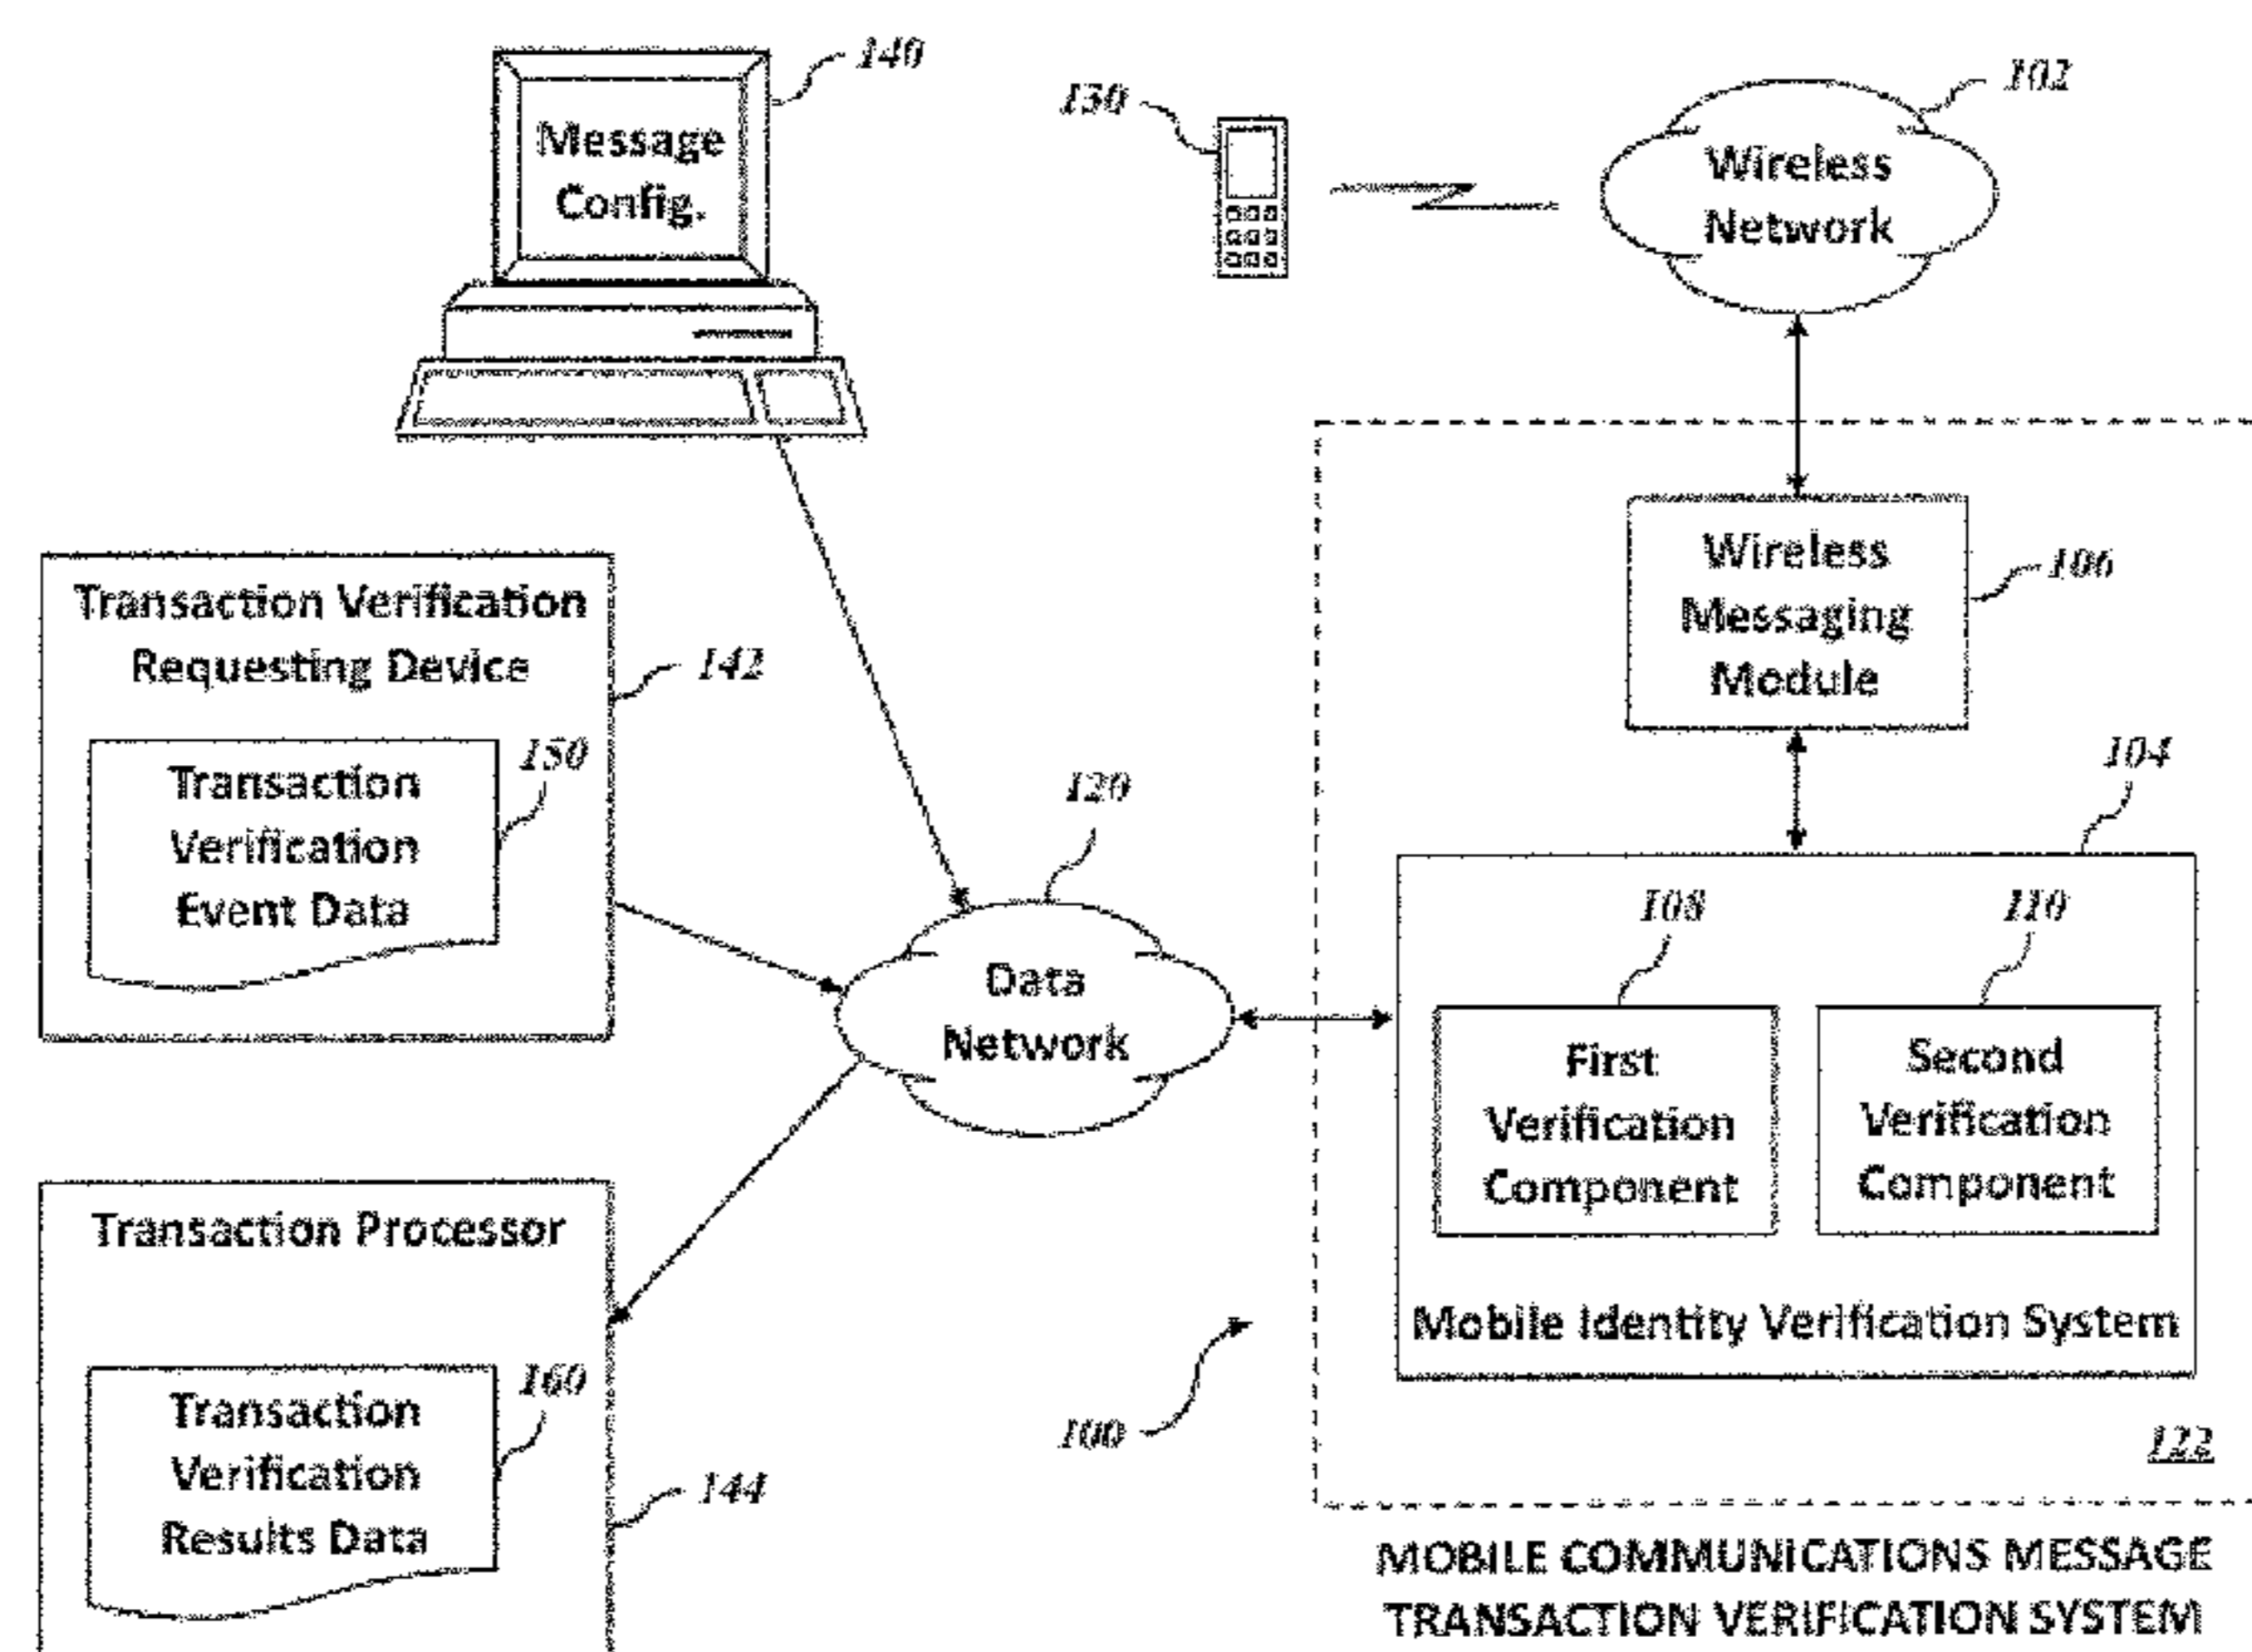 140
Message
Config.
130
102
Wireless
Network
Transaction Verification
Requesting Device
142
150
Transaction
Verification
Event Data
Wireless
Messaging
Module
106
104
120
Data
Network
108
110
First
Verification
Component
Second
Verification
Component
Mobile Identity Verification System
122
100
Transaction Processor
160
Transaction
Verification
Results Data
144
MOBILE COMMUNICATIONS MESSAGE
TRANSACTION VERIFICATION SYSTEM